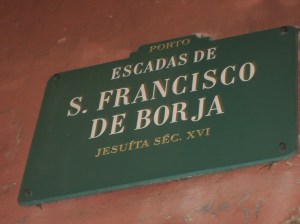 PORTO
ESCADAS DE
S. FRANCISCO
DE BORJA
JESUÍTA SÉC. XVI